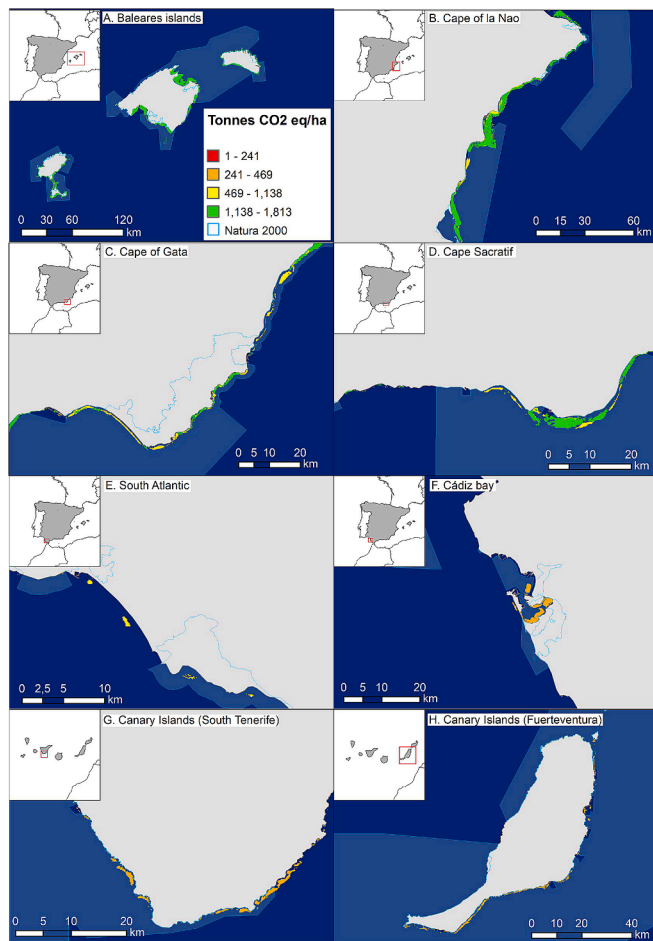 A. Baleares islands
Tonnes CO2 eq/ha
1 - 241
241 - 469
469 - 1,138
1,138 - 1,813
Natura 2000
0 30 60 120
km
B. Cape of la Nao
0 15 30 60
km
C. Cape of Gata
0 5 10 20
km
D. Cape Sacratif
0 5 10 20
km
E. South Atlantic
0 2,5 5 10
km
F. Cádiz bay
0 5 10 20
km
G. Canary Islands (South Tenerife)
0 5 10 20
km
H. Canary Islands (Fuerteventura)
0 10 20 40
km